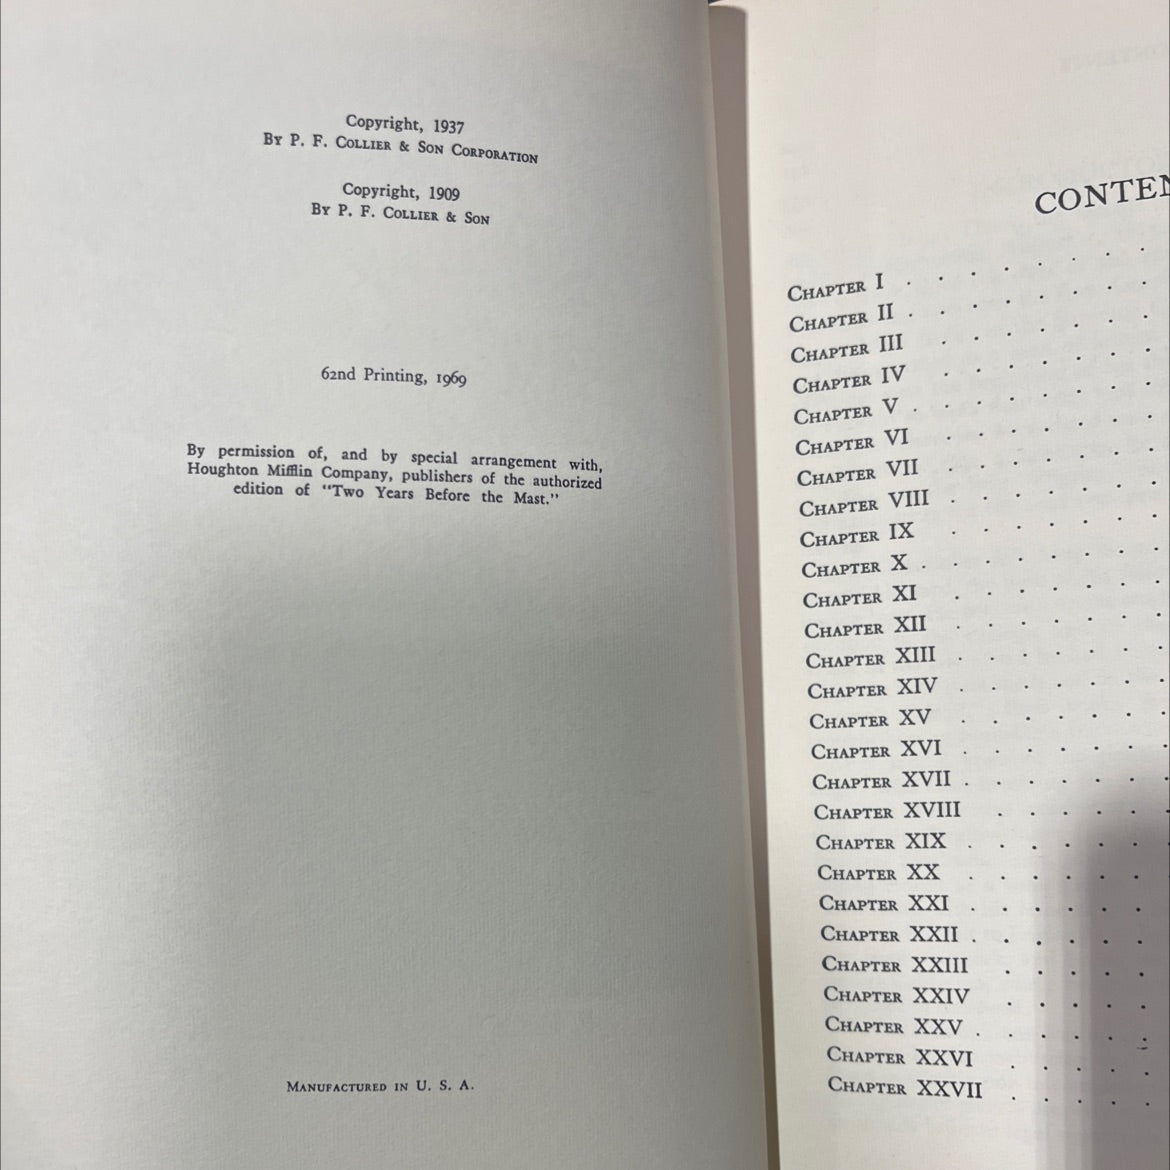 Copyright, 1937
By P. F. Collier & Son Corporation
Copyright, 1909
By P. F. Collier & Son
62nd Printing, 1969
By permission of, and by special arrangement with,
Houghton Mifflin Company, publishers of the authorized
edition of “Two Years Before the Mast.”
Manufactured in U. S. A.
CONTEN
Chapter I . . . . . . . .
Chapter II . . . . . . . .
Chapter III . . . . . . .
Chapter IV . . . . . . .
Chapter V . . . . . . . .
Chapter VI . . . . . . .
Chapter VII . . . . . . .
Chapter VIII . . . . . . .
Chapter IX . . . . . . .
Chapter X . . . . . . . .
Chapter XI . . . . . . .
Chapter XII . . . . . . .
Chapter XIII . . . . . . .
Chapter XIV . . . . . . .
Chapter XV . . . . . . .
Chapter XVI . . . . . . .
Chapter XVII . . . . . . .
Chapter XVIII . . . . . .
Chapter XIX . . . . . . .
Chapter XX . . . . . .
Chapter XXI . . . . . .
Chapter XXII . . . . . .
Chapter XXIII . . . . .
Chapter XXIV . . . . .
Chapter XXV . . . . . .
Chapter XXVI . . . . .
Chapter XXVII . . . . .